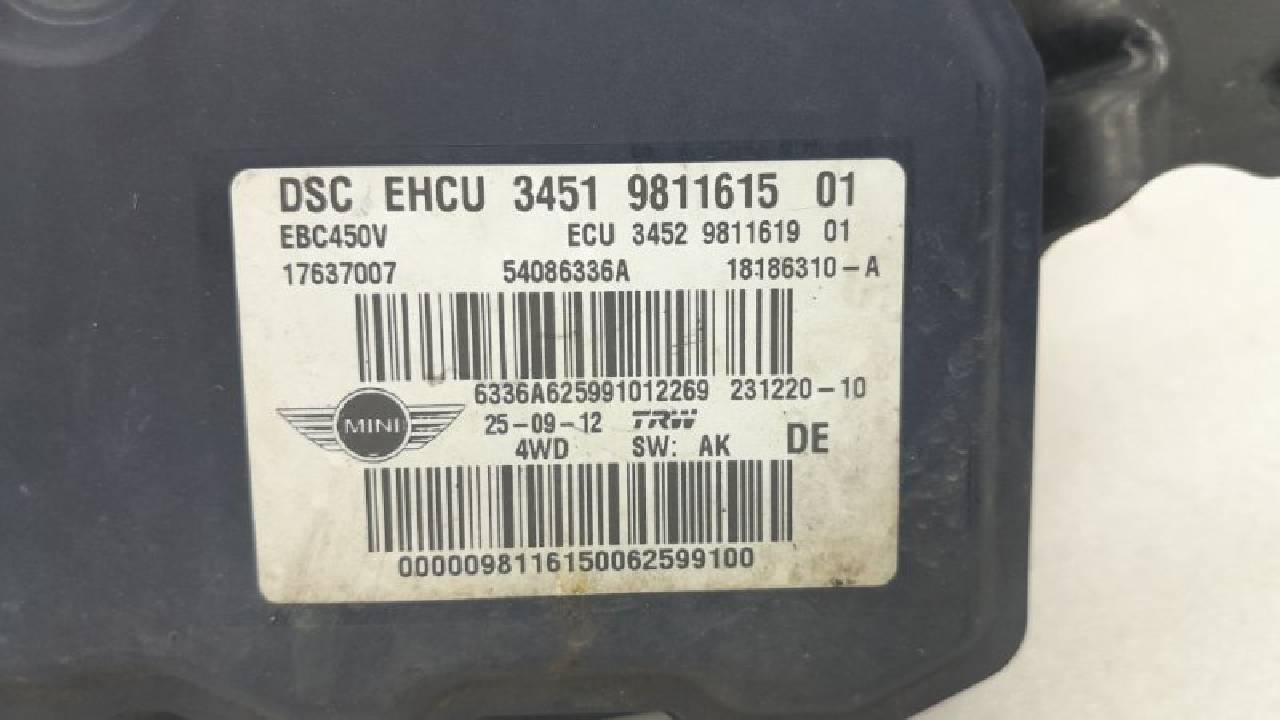 DSC EHCU 3451 9811615 01
EBC450V ECU 3452 9811619 01
17637007 54086336A 18186310-A
6336A625991012269 231220-10
MINI 25-09-12 TRW
4WD SW: AK DE
0000098116150062599100